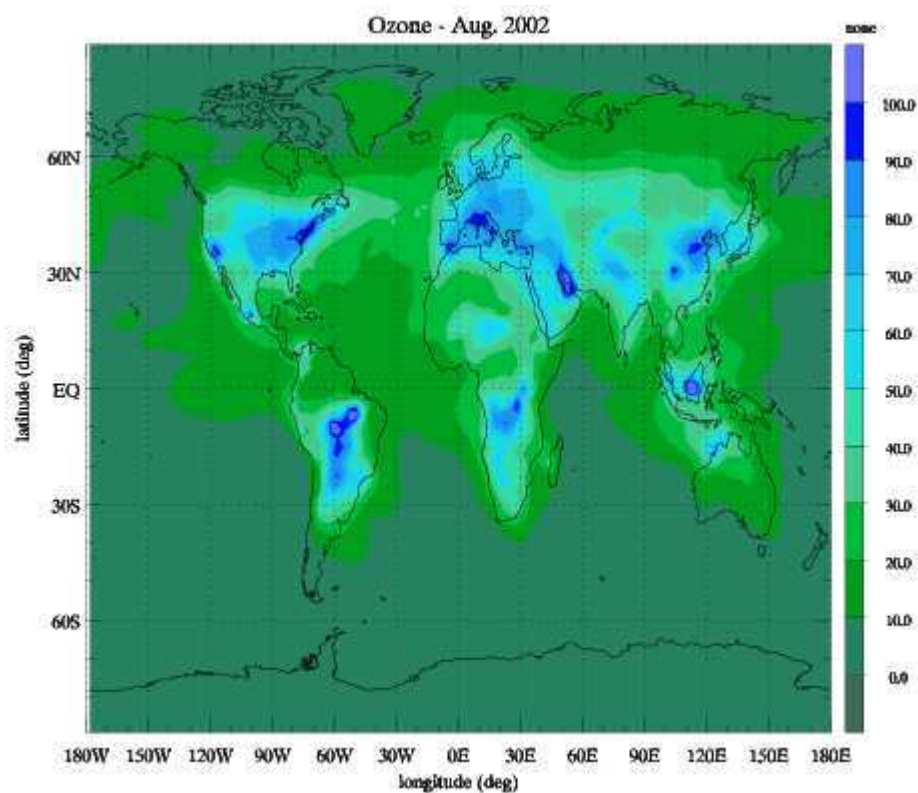 Ozone - Aug. 2002
none
100.0
90.0
80.0
70.0
60.0
50.0
40.0
30.0
20.0
10.0
0.0
latitude (deg)
60N
30N
EQ
30S
60S
180W 150W 120W 90W 60W 30W 0E 30E 60E 90E 120E 150E 180E
longitude (deg)